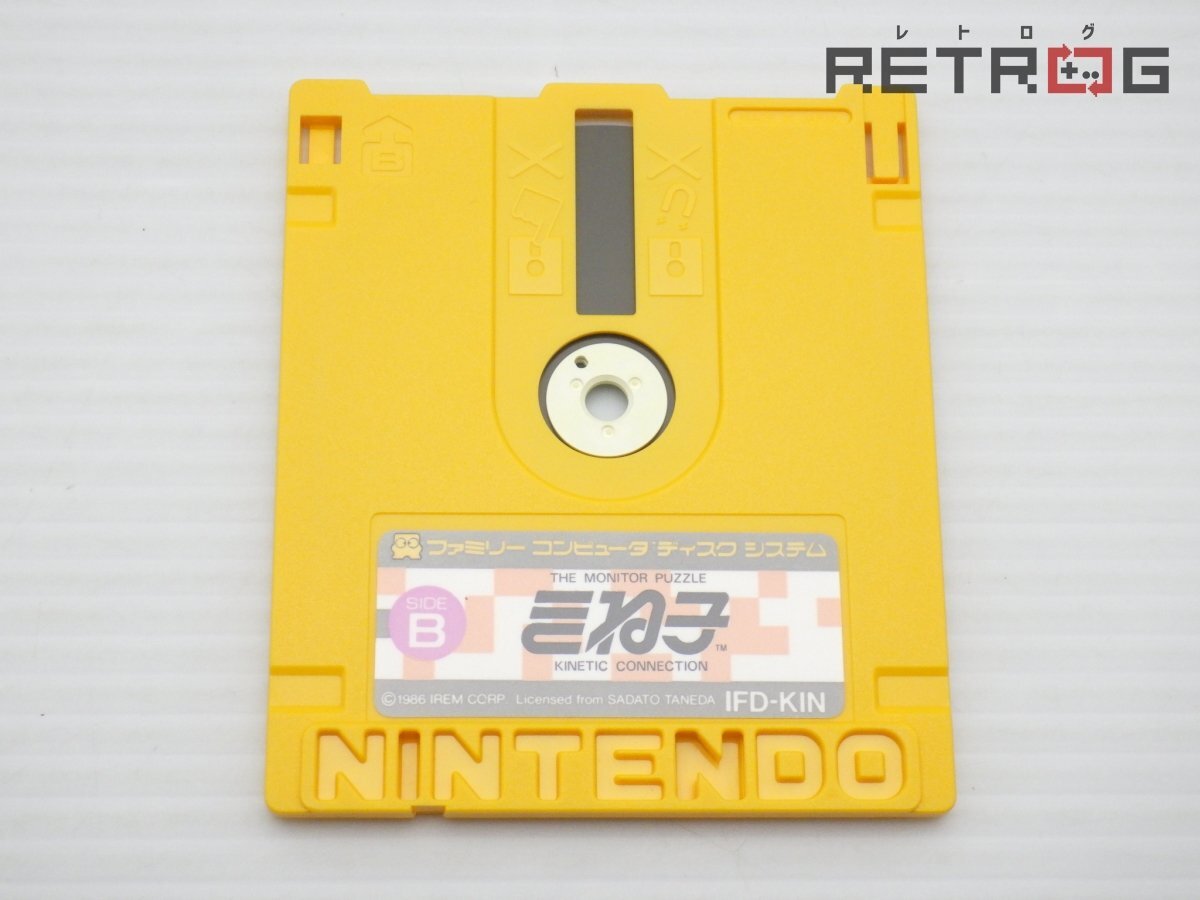 レトログ
RETROG
B
ファミリー コンピュータ ディスク システム
THE MONITOR PUZZLE
SIDE
B
きね子
TM
KINETIC CONNECTION
©1986 IREM CORP. Licensed from SADATO TANEDA IFD-KIN
NINTENDO